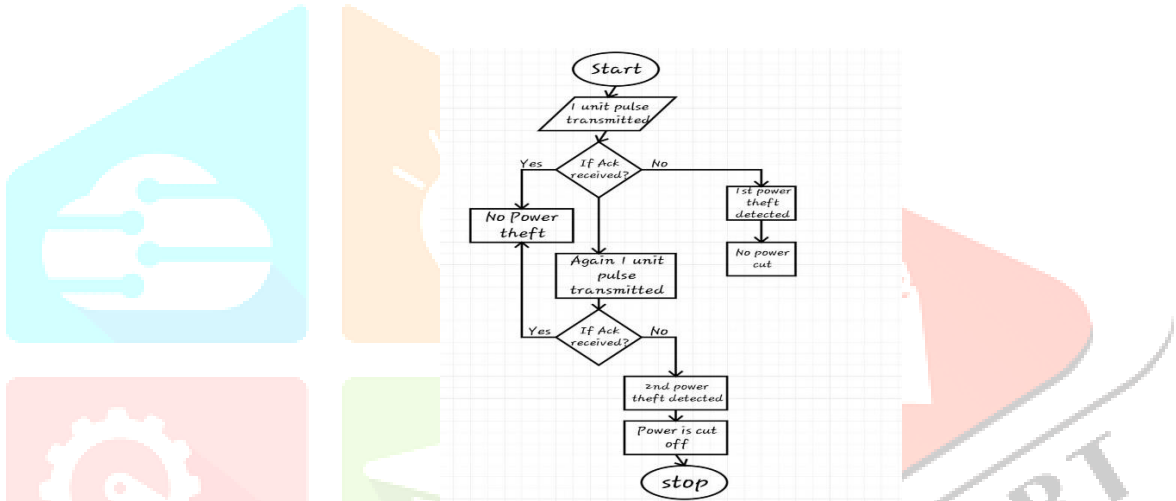 Start
1 unit pulse
transmitted
If Ack
received?
Yes
No
1st power
theft
detected
No Power
theft
No power
cut
Again 1 unit
pulse
transmitted
If Ack
received?
Yes
No
2nd power
theft detected
Power is cut
off
stop